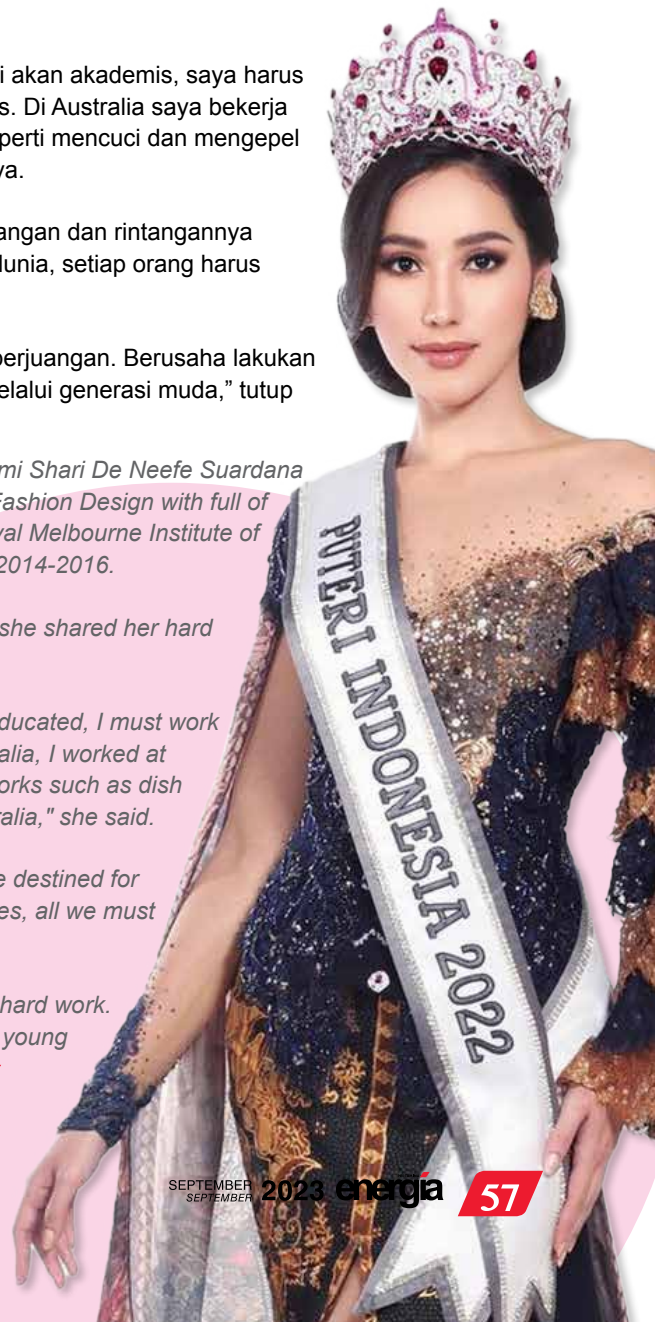 i akan akademis, saya harus
s. Di Australia saya bekerja
perti mencuci dan mengepel
ya.
angan dan rintangannya
dunia, setiap orang harus
perjuangan. Berusaha lakukan
elalui generasi muda,” tutup
mi Shari De Neefe Suardana
Fashion Design with full of
yal Melbourne Institute of
2014-2016.
she shared her hard
educated, I must work
alia, I worked at
orks such as dish
ralia," she said.
e destined for
es, all we must
hard work.
young
PUTERI INDONESIA 2022
SEPTEMBER
SEPTEMBER
2023 energia 57